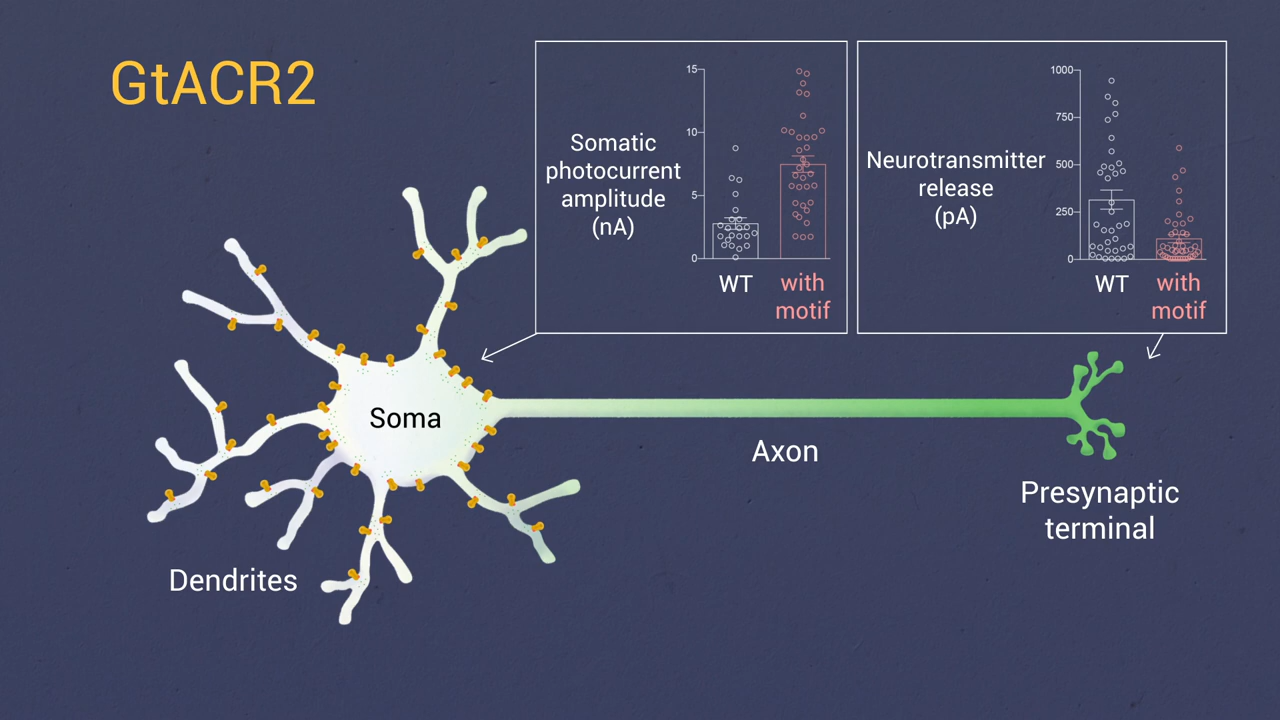 GtACR2
Somatic
photocurrent
amplitude
(nA)
15
10
5
0
WT
with
motif
Neurotransmitter
release
(pA)
1000
750
500
250
0
WT
with
motif
Soma
Axon
Presynaptic
terminal
Dendrites